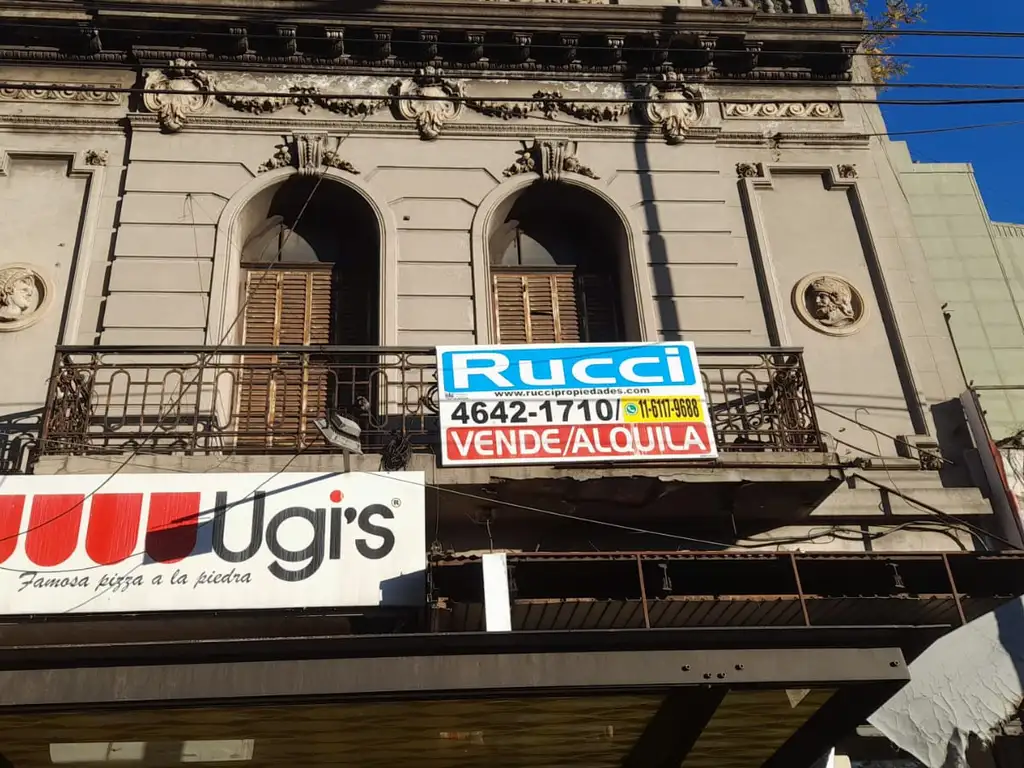 Rucci
www.ruccipropiedades.com
4642-1710/ 11-6117-9688
VENDE/ALQUILA
Ugi's®
Famosa pizza a la piedra